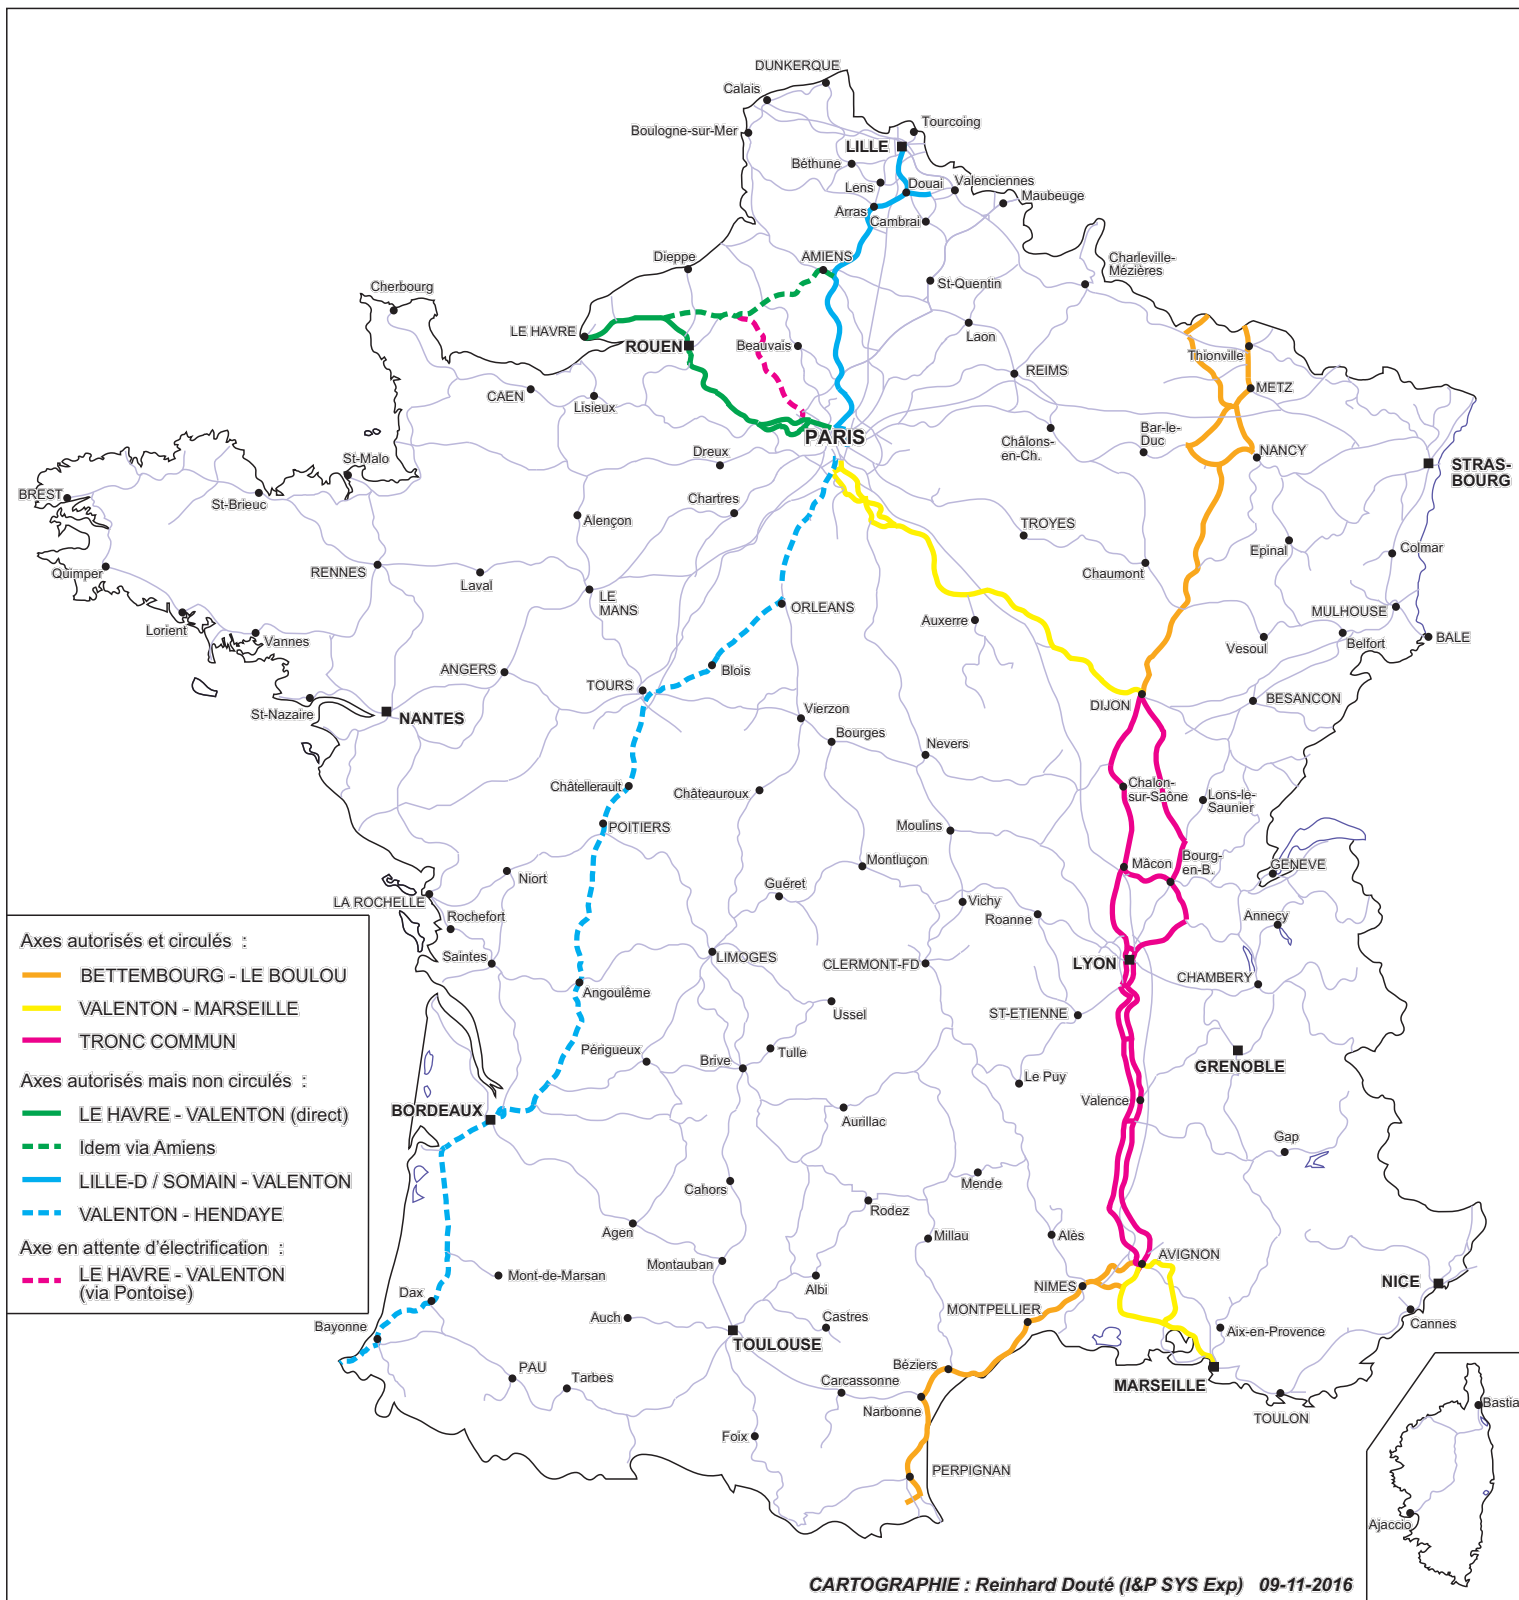 DUNKERQUE
Calais
Boulogne-sur-Mer
Tourcoing
LILLE
Béthune
Lens
Douai
Valenciennes
Maubeuge
Arras
Cambrai
Dieppe
AMIENS
Charleville-
Mézières
St-Quentin
Cherbourg
LE HAVRE
ROUEN
Beauvais
Laon
Thionville
REIMS
METZ
CAEN
Lisieux
PARIS
Châlons-
en-Ch.
Bar-le-
Duc
NANCY
STRAS-
BOURG
Dreux
St-Malo
BREST
St-Brieuc
Chartres
Alençon
TROYES
Epinal
Colmar
Chaumont
Quimper
RENNES
Laval
LE
MANS
ORLEANS
Auxerre
MULHOUSE
Lorient
Vannes
Vesoul
Belfort
BALE
ANGERS
Blois
TOURS
St-Nazaire
NANTES
DIJON
BESANCON
Vierzon
Bourges
Nevers
Châtellerault
Châteauroux
Chalon-
sur-Saône
Lons-le-
Saunier
POITIERS
Moulins
Montluçon
Mâcon
Bourg-
en-B.
GENEVE
Niort
Guéret
LA ROCHELLE
Vichy
Roanne
Annecy
Rochefort
Saintes
LIMOGES
CLERMONT-FD
LYON
CHAMBERY
Angoulême
Ussel
ST-ETIENNE
Périgueux
Brive
Tulle
GRENOBLE
Le Puy
BORDEAUX
Aurillac
Valence
Gap
Cahors
Mende
Rodez
Agen
Millau
Alès
Montauban
AVIGNON
Mont-de-Marsan
Albi
NIMES
NICE
Dax
Auch
Castres
MONTPELLIER
Cannes
Bayonne
TOULOUSE
Aix-en-Provence
PAU
Tarbes
Béziers
Carcassonne
MARSEILLE
Narbonne
TOULON
Foix
PERPIGNAN
Bastia
Ajaccio
Axes autorisés et circulés :
BETTEMBOURG - LE BOULOU
VALENTON - MARSEILLE
TRONC COMMUN
Axes autorisés mais non circulés :
LE HAVRE - VALENTON (direct)
Idem via Amiens
LILLE-D / SOMAIN - VALENTON
VALENTON - HENDAYE
Axe en attente d'électrification :
LE HAVRE - VALENTON
(via Pontoise)
CARTOGRAPHIE : Reinhard Douté (I&P SYS Exp) 09-11-2016